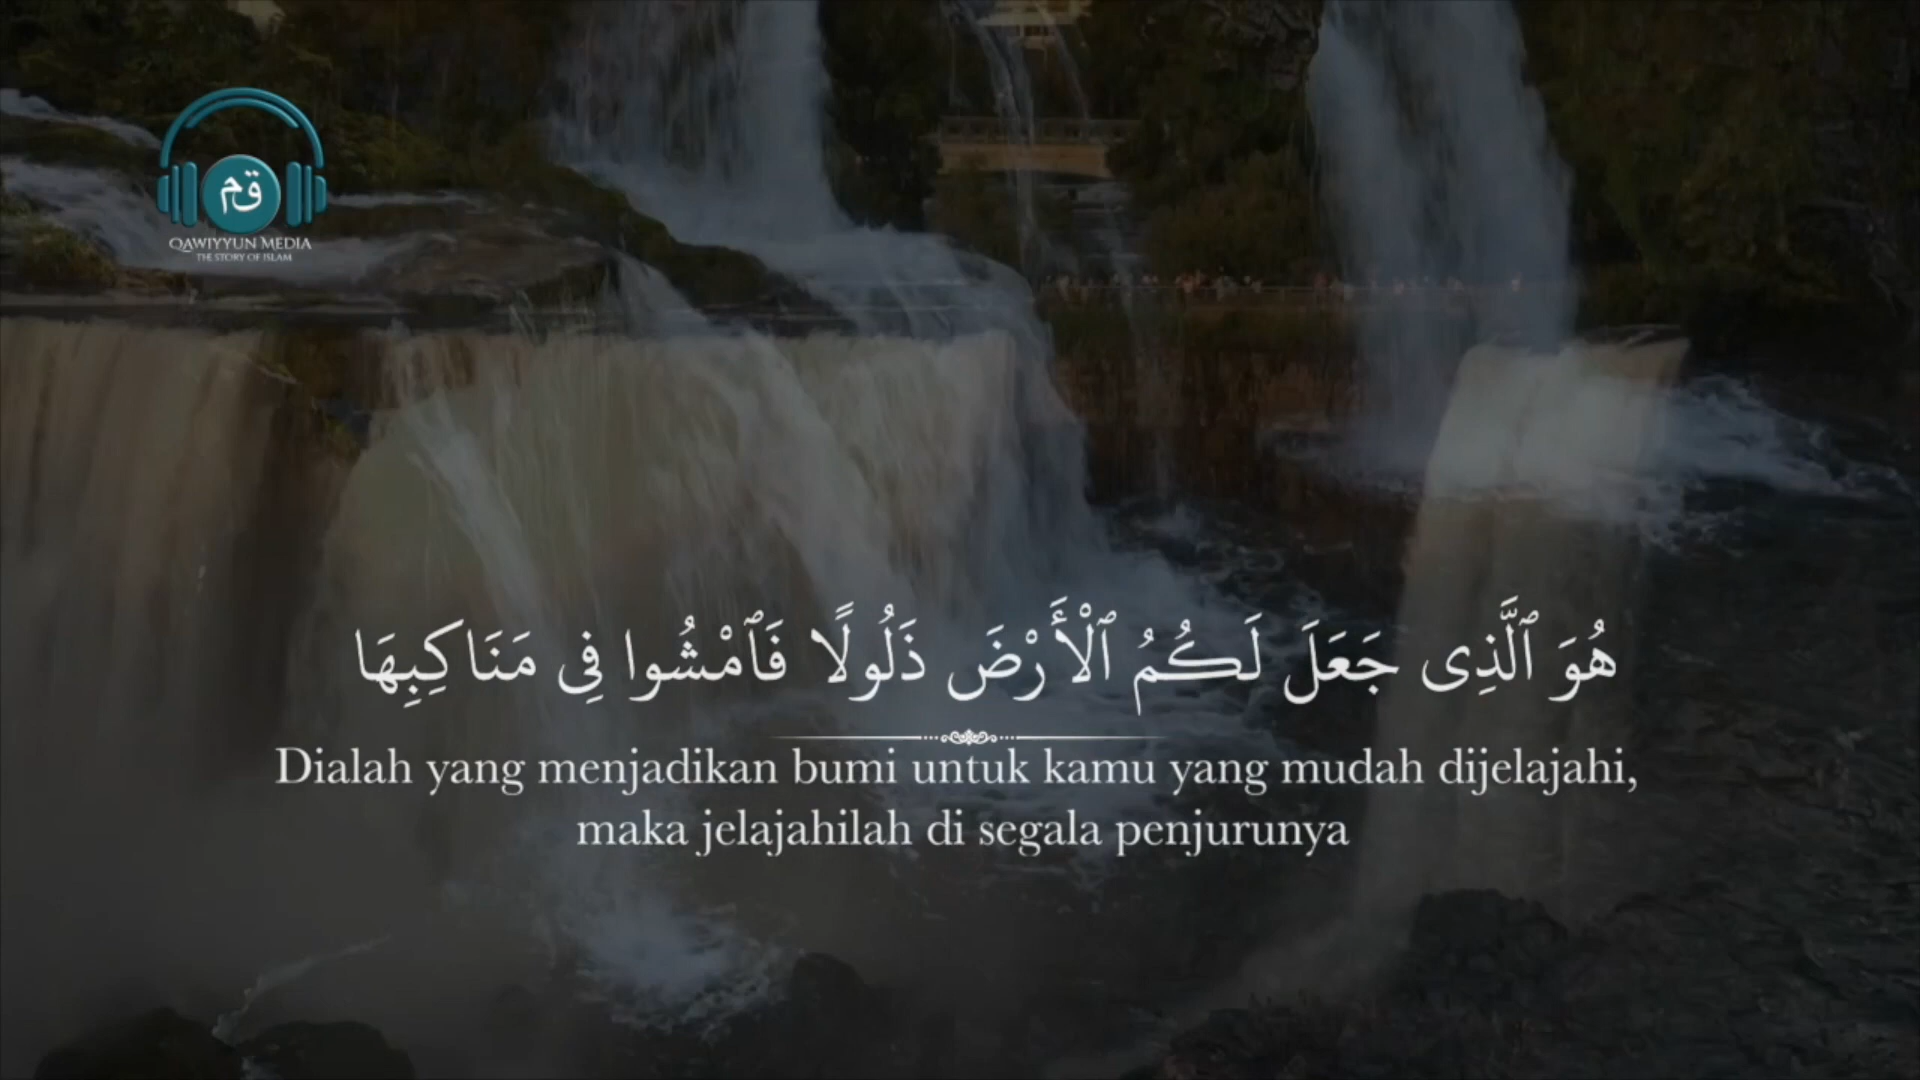 قم
QAWIYYUN MEDIA
THE STORY OF ISLAM
هُوَ ٱلَّذِى جَعَلَ لَكُمُ ٱلْأَرْضَ ذَلُولًا فَٱمْشُوا فِى مَنَاكِبِهَا
Dialah yang menjadikan bumi untuk kamu yang mudah dijelajahi,
maka jelajahilah di segala penjurunya